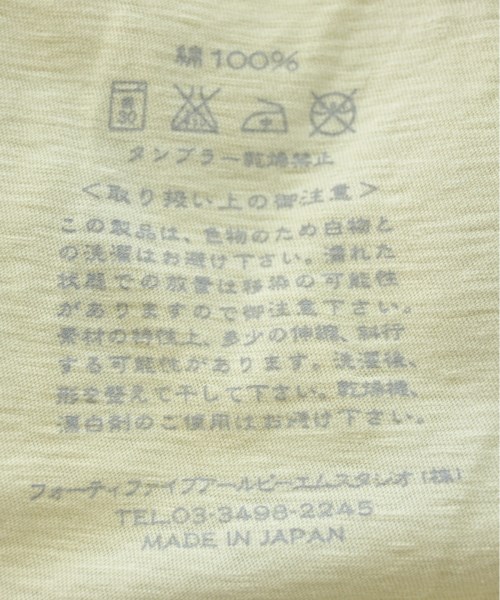 綿100%
弱
30
エンソ
中
タンブラー乾燥禁止
<取り扱い上の御注意>
この製品は、色物のため白物と
の洗濯はお避け下さい。濡れた
状態での放置は移染の可能性
がありますので御注意下さい。
素材の特性上、多少の伸縮、斜行
する可能性があります。洗濯後、
形を整えて干して下さい。乾燥機、
漂白剤のご使用はお避け下さい。
フォーティファイブアールピーエムスタジオ(株)
TEL.03-3498-2245
MADE IN JAPAN